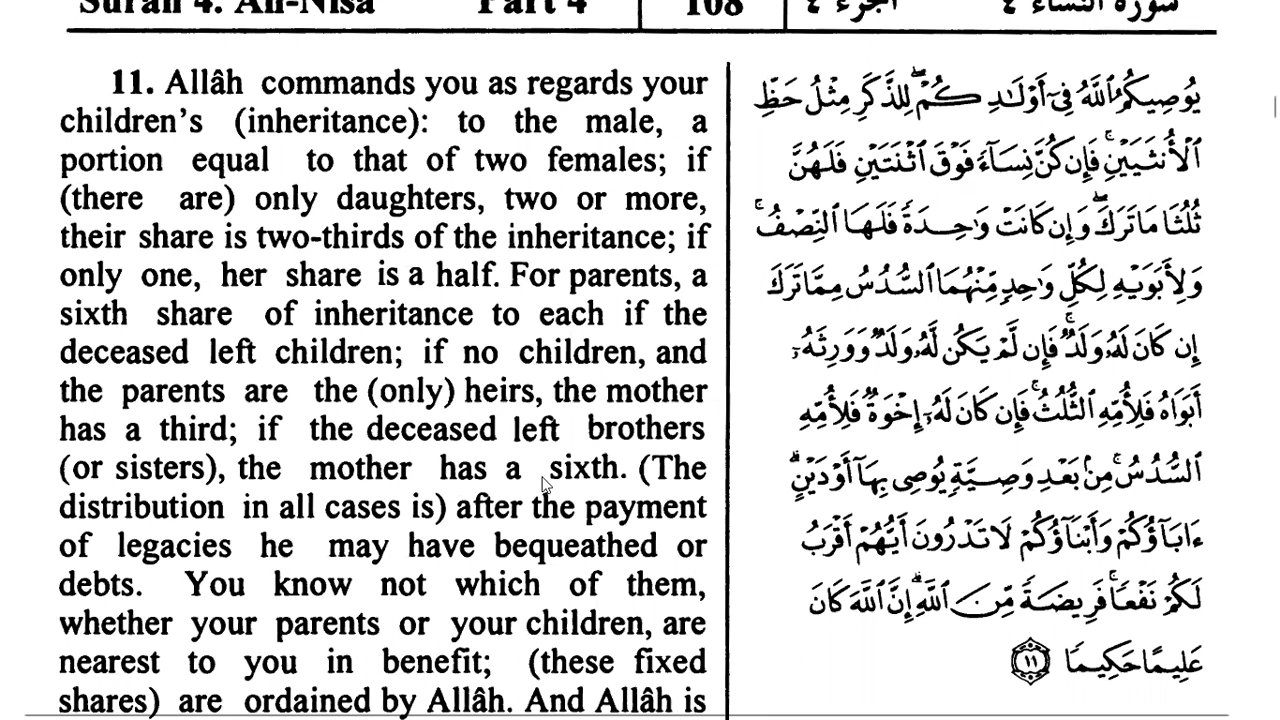 Surah 4. An-Nisâ Part 4 108 الجزء ٤ سورة النساء ٤
11. Allâh commands you as regards your
children's (inheritance): to the male, a
portion equal to that of two females; if
(there are) only daughters, two or more,
their share is two-thirds of the inheritance; if
only one, her share is a half. For parents, a
sixth share of inheritance to each if the
deceased left children; if no children, and
the parents are the (only) heirs, the mother
has a third; if the deceased left brothers
(or sisters), the mother has a sixth. (The
distribution in all cases is) after the payment
of legacies he may have bequeathed or
debts. You know not which of them,
whether your parents or your children, are
nearest to you in benefit; (these fixed
shares) are ordained by Allâh. And Allâh is
يُوصِيكُمُ ٱللَّهُ فِىٓ أَوْلَـٰدِكُمْ ۖ لِلذَّكَرِ مِثْلُ حَظِّ
ٱلْأُنثَيَيْنِ ۚ فَإِن كُنَّ نِسَآءً فَوْقَ ٱثْنَتَيْنِ فَلَهُنَّ
ثُلُثَا مَا تَرَكَ ۖ وَإِن كَانَتْ وَٰحِدَةً فَلَهَا ٱلنِّصْفُ ۚ
وَلِأَبَوَيْهِ لِكُلِّ وَٰحِدٍ مِّنْهُمَا ٱلسُّدُسُ مِمَّا تَرَكَ
إِن كَانَ لَهُۥ وَلَدٌ ۚ فَإِن لَّمْ يَكُن لَّهُۥ وَلَدٌ وَوَرِثَهُۥٓ
أَبَوَاهُ فَلِأُمِّهِ ٱلثُّلُثُ ۚ فَإِن كَانَ لَهُۥٓ إِخْوَةٌ فَلِأُمِّهِ
ٱلسُّدُسُ ۚ مِنۢ بَعْدِ وَصِيَّةٍ يُوصِى بِهَآ أَوْ دَيْنٍ ۗ
ءَابَآؤُكُمْ وَأَبْنَآؤُكُمْ لَا تَدْرُونَ أَيُّهُمْ أَقْرَبُ
لَكُمْ نَفْعًا ۚ فَرِيضَةً مِّنَ ٱللَّهِ ۗ إِنَّ ٱللَّهَ كَانَ
عَلِيمًا حَكِيمًا ١١